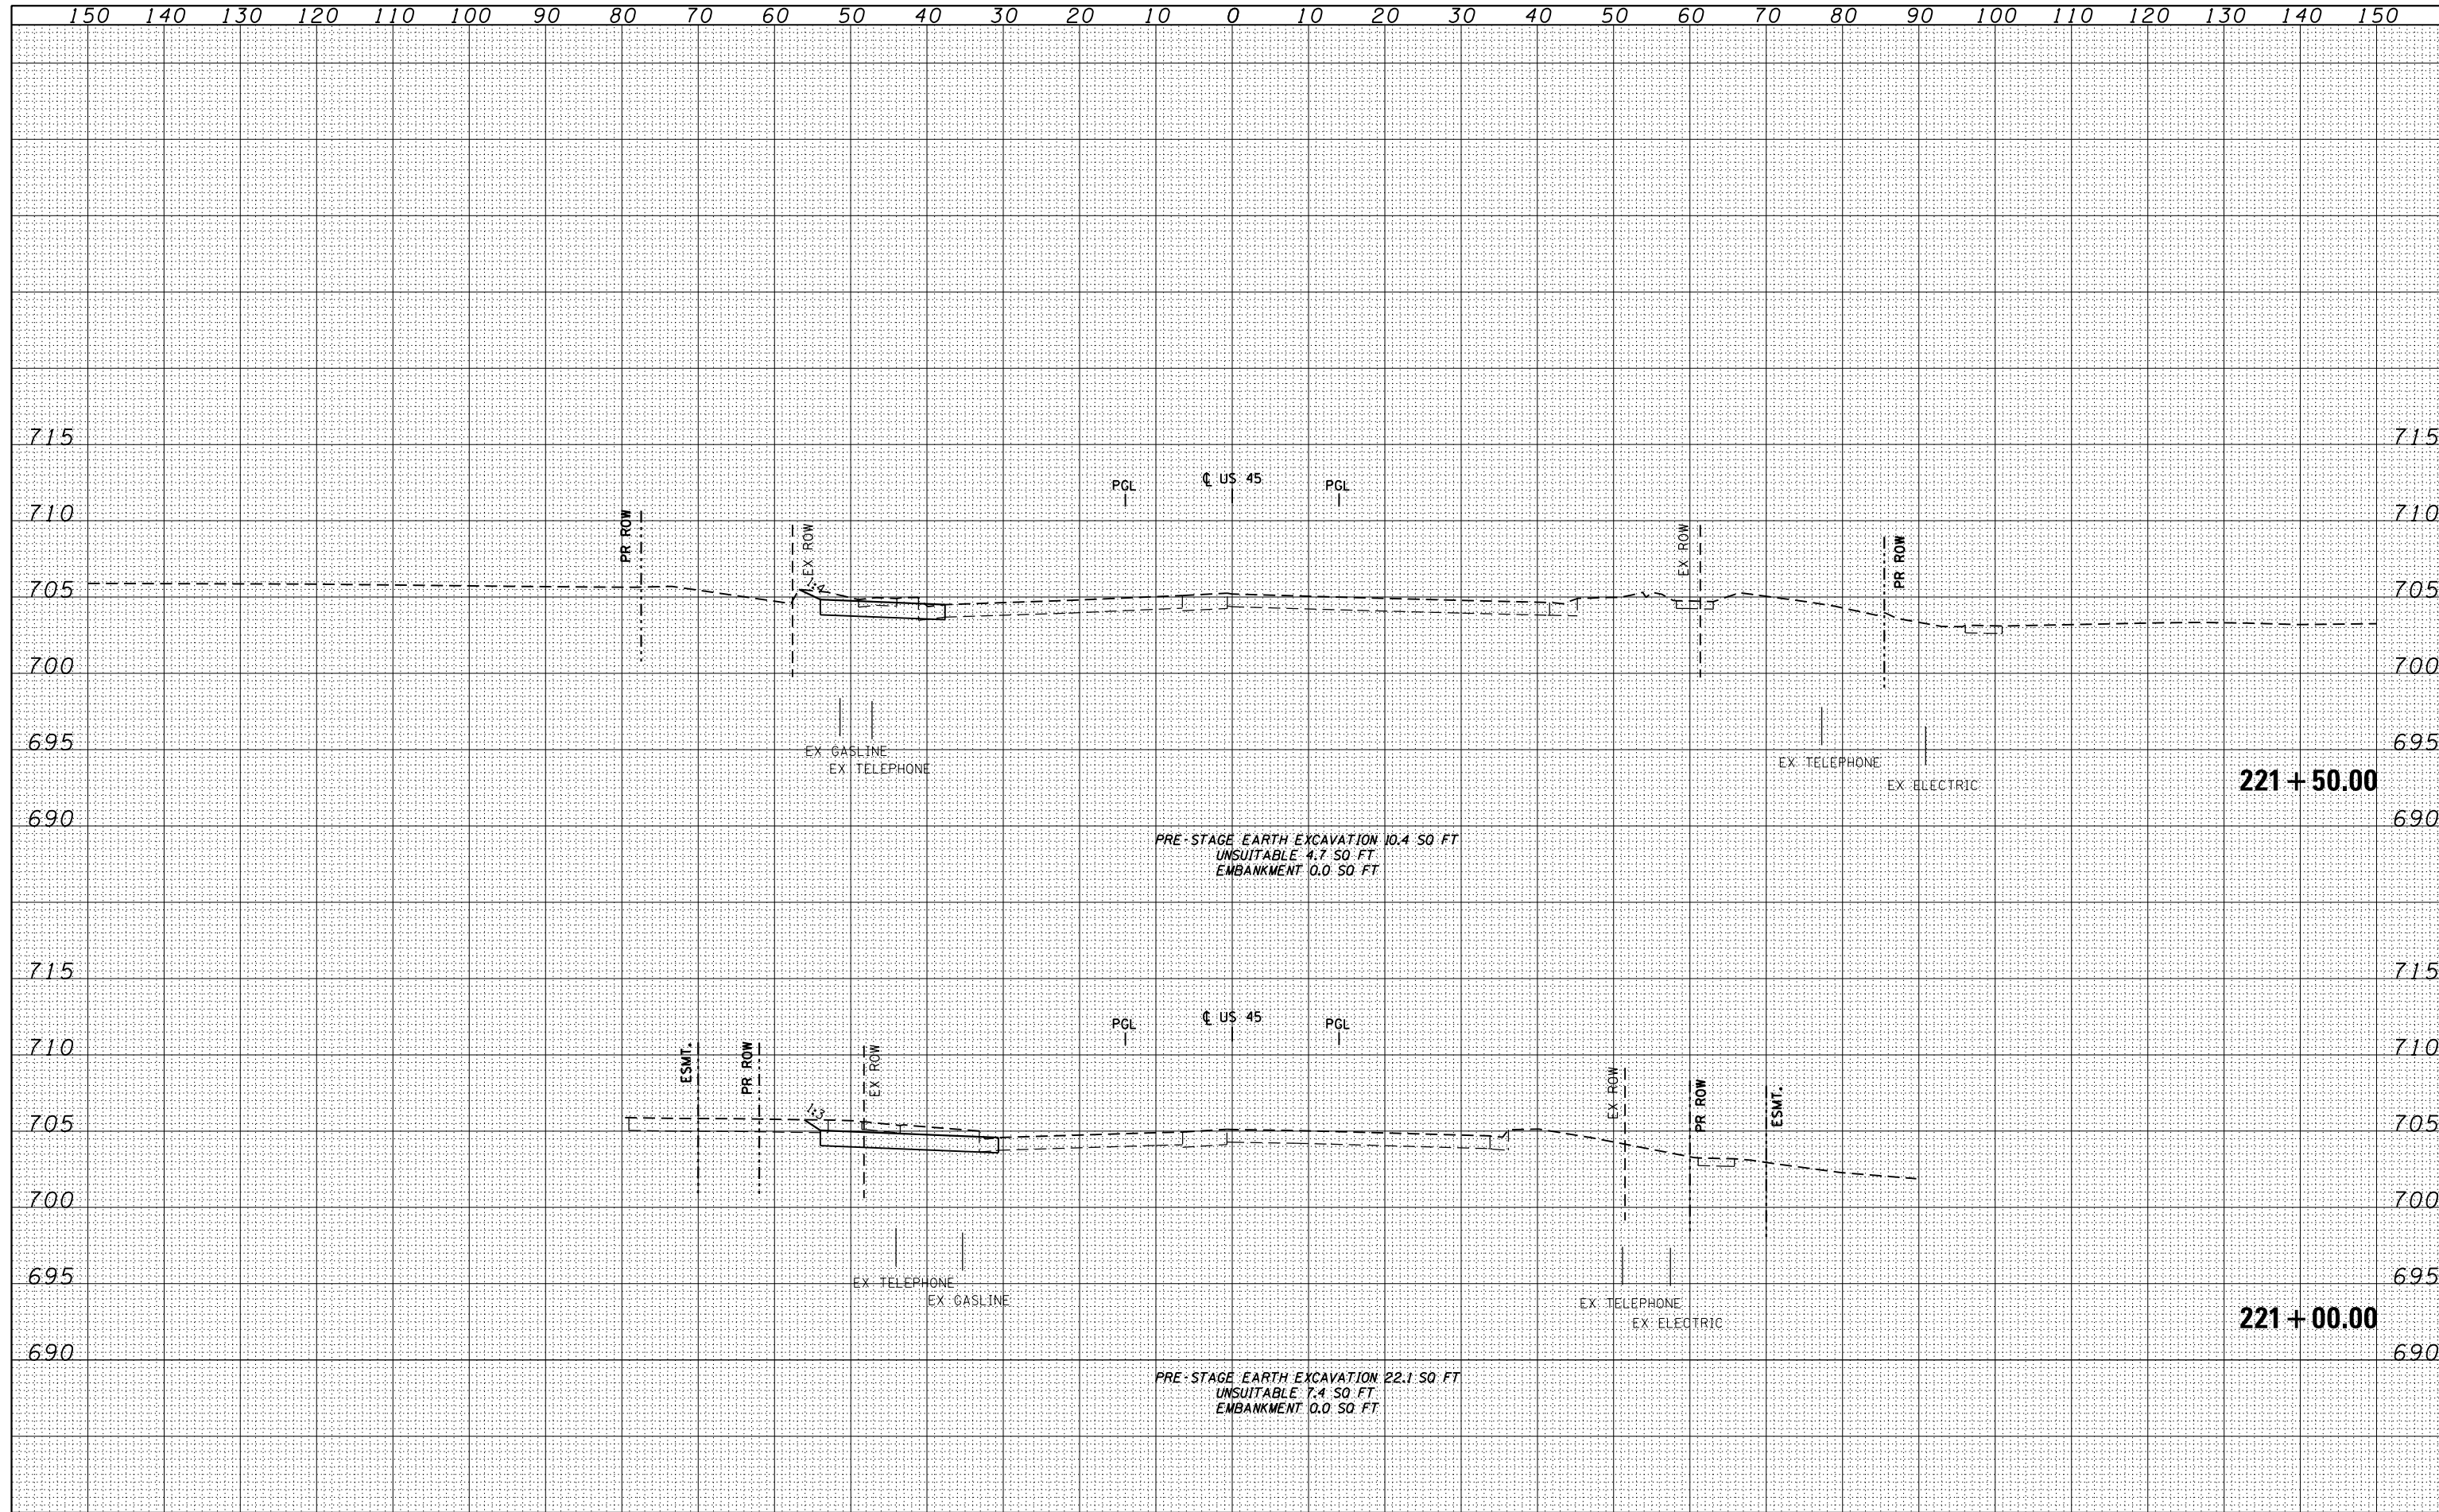 150 140 130 120 110 100 90 80 70 60 50 40 30 20 10 0 10 20 30 40 50 60 70 80 90 100 110 120 130 140 150
715 715
℄ US 45
PGL PGL
710 710
PR ROW
EX ROW
EX ROW
PR ROW
1:4
705 705
700 700
695 695
EX GASLINE
EX TELEPHONE
EX TELEPHONE
EX ELECTRIC
221 + 50.00
690 690
PRE-STAGE EARTH EXCAVATION 10.4 SQ FT
UNSUITABLE 4.7 SQ FT
EMBANKMENT 0.0 SQ FT
715 715
℄ US 45
PGL PGL
710 710
ESMT.
PR ROW
EX ROW
EX ROW
PR ROW
ESMT.
1:3
705 705
700 700
695 695
EX TELEPHONE
EX GASLINE
EX TELEPHONE
EX ELECTRIC
221 + 00.00
690 690
PRE-STAGE EARTH EXCAVATION 22.1 SQ FT
UNSUITABLE 7.4 SQ FT
EMBANKMENT 0.0 SQ FT